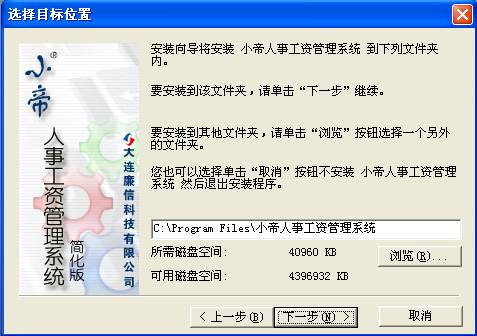 选择目标位置
小帝
人事工资管理系统
简化版
大连廉信科技有限公司
安装向导将安装 小帝人事工资管理系统 到下列文件夹
内。
要安装到该文件夹，请单击“下一步”继续。
要安装到其他文件夹，请单击“浏览”按钮选择一个另外
的文件夹。
您也可以选择单击“取消”按钮不安装 小帝人事工资管理
系统 然后退出安装程序。
C:\Program Files\小帝人事工资管理系统
所需磁盘空间： 40960 KB
浏览(R)...
可用磁盘空间： 4396932 KB
< 上一步(B) 下一步(N) > 取消